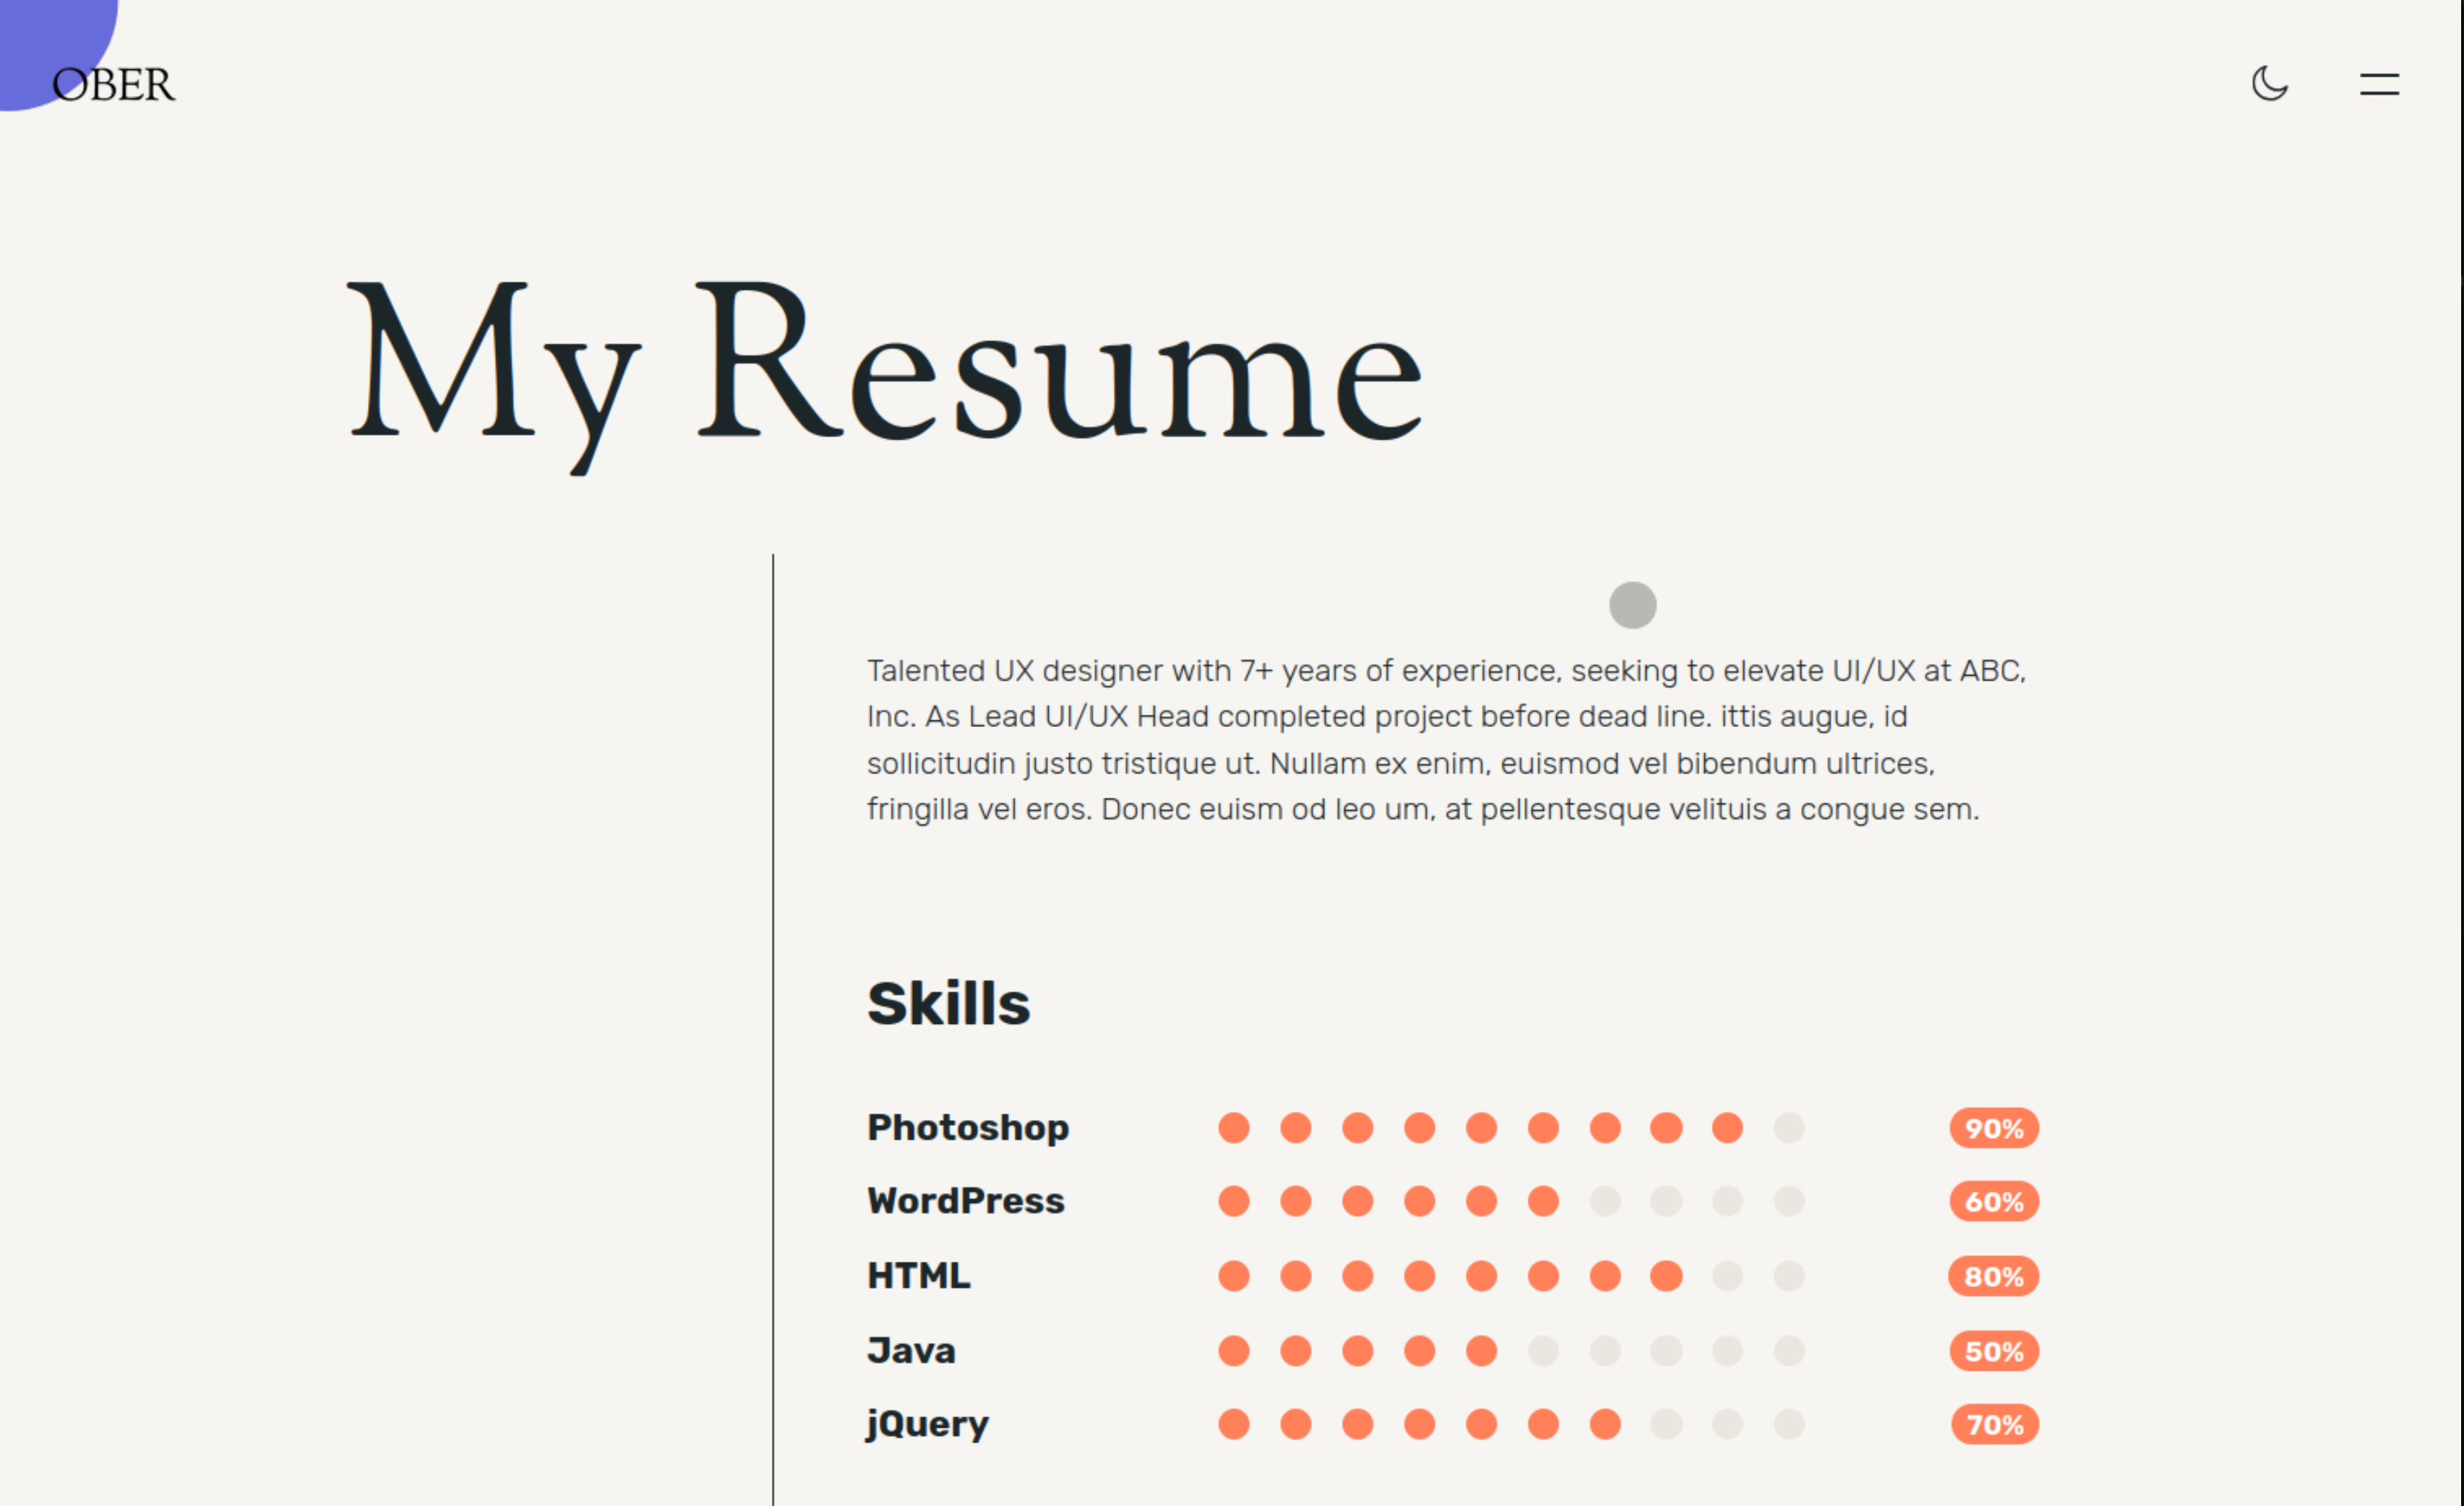 OBER
My Resume
Talented UX designer with 7+ years of experience, seeking to elevate UI/UX at ABC,
Inc. As Lead UI/UX Head completed project before dead line. ittis augue, id
sollicitudin justo tristique ut. Nullam ex enim, euismod vel bibendum ultrices,
fringilla vel eros. Donec euism od leo um, at pellentesque velituis a congue sem.
Skills
Photoshop 90%
WordPress 60%
HTML 80%
Java 50%
jQuery 70%